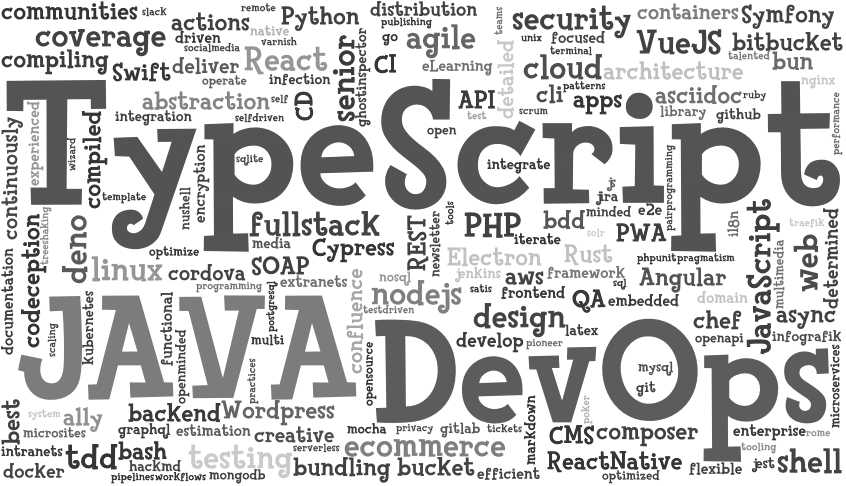 communities
slack
actions
remote
native
Python
distribution
publishing
teams
security
containers
Symfony
coverage
driven
socialmedia
varnish
go
agile
unix
focused
terminal
VueJS
bitbucket
talented
compiling
Swift
deliver
React
senior
ghostinspector
CI
eLearning
detailed
cloud
architecture
bun
nginx
operate
infection
patterns
abstraction
self
CD
API
test
cli
apps
asciidoc
ruby
library
github
integration
selfdriven
scrum
open
performance
continuously
experienced
wizard
compiled
TypeScript
sqlite
integrate
template
nushell
encryption
jira
git
minded
e2e
pairprogramming
fullstack
media
REST
newsletter
tools
PHP
iterate
bdd
solr
PWA
i18n
JavaScript
traefik
web
determined
documentation
codeception
treeshaking
deno
optimize
Cypress
Electron
Rust
phpunit
pragmatism
multimedia
linux
cordova
SOAP
extranets
programming
nosql
jenkins
aws
framework
sql
Angular
confluence
nodejs
satis
frontend
QA
embedded
domain
scaling
kubernetes
JAVA
functional
openminded
postgresql
multi
practices
testdriven
opensource
design
latex
chef
async
openapi
infografik
develop
pioneer
DevOps
mysql
git
microservices
best
system
ally
backend
Wordpress
microsites
graphql
estimation
creative
mocha
privacy
gitlab
tickets
markdown
poker
CMS
composer
enterprise
rome
tooling
intranets
tdd
bash
testing
serverless
ecommerce
docker
hackmd
pipelines
workflows
mongodb
bundling
bucket
efficient
ReactNative
optimized
flexible
jest
shell